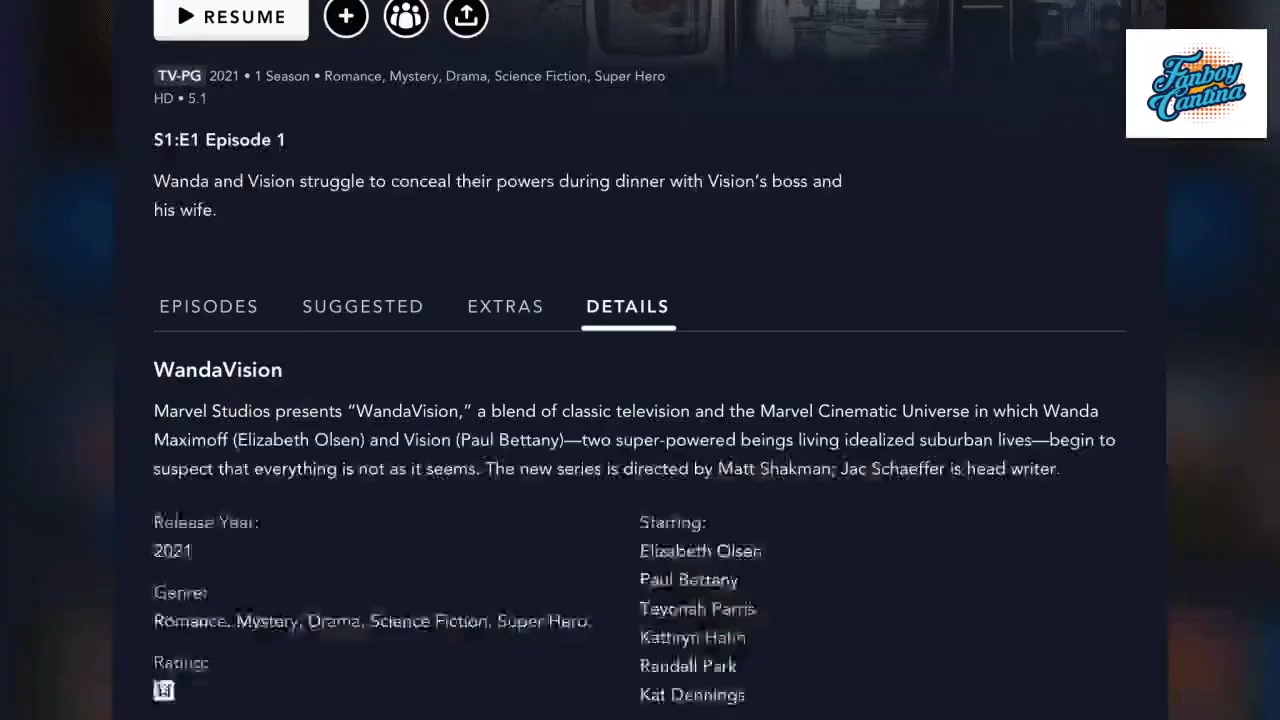 RESUME
Fanboy
Cantina
TV-PG 2021 • 1 Season • Romance, Mystery, Drama, Science Fiction, Super Hero
HD • 5.1
S1:E1 Episode 1
Wanda and Vision struggle to conceal their powers during dinner with Vision's boss and
his wife.
EPISODES SUGGESTED EXTRAS DETAILS
WandaVision
Marvel Studios presents “WandaVision,” a blend of classic television and the Marvel Cinematic Universe in which Wanda
Maximoff (Elizabeth Olsen) and Vision (Paul Bettany)—two super-powered beings living idealized suburban lives—begin to
suspect that everything is not as it seems. The new series is directed by Matt Shakman; Jac Schaeffer is head writer.
Release Year: Starring:
2021 Elizabeth Olsen
Paul Bettany
Genre:
Teyonah Parris
Romance, Mystery, Drama, Science Fiction, Super Hero
Kathryn Hahn
Rating:
Randall Park
Kat Dennings